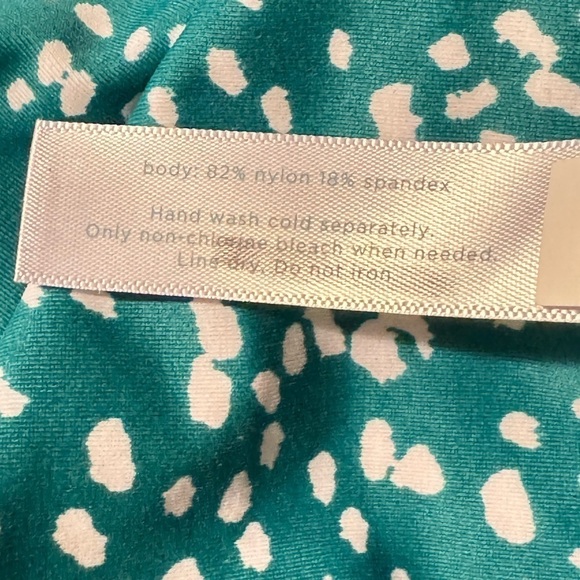 body: 82% nylon 18% spandex
Hand wash cold separately.
Only non-chlorine bleach when needed.
Line dry. Do not iron